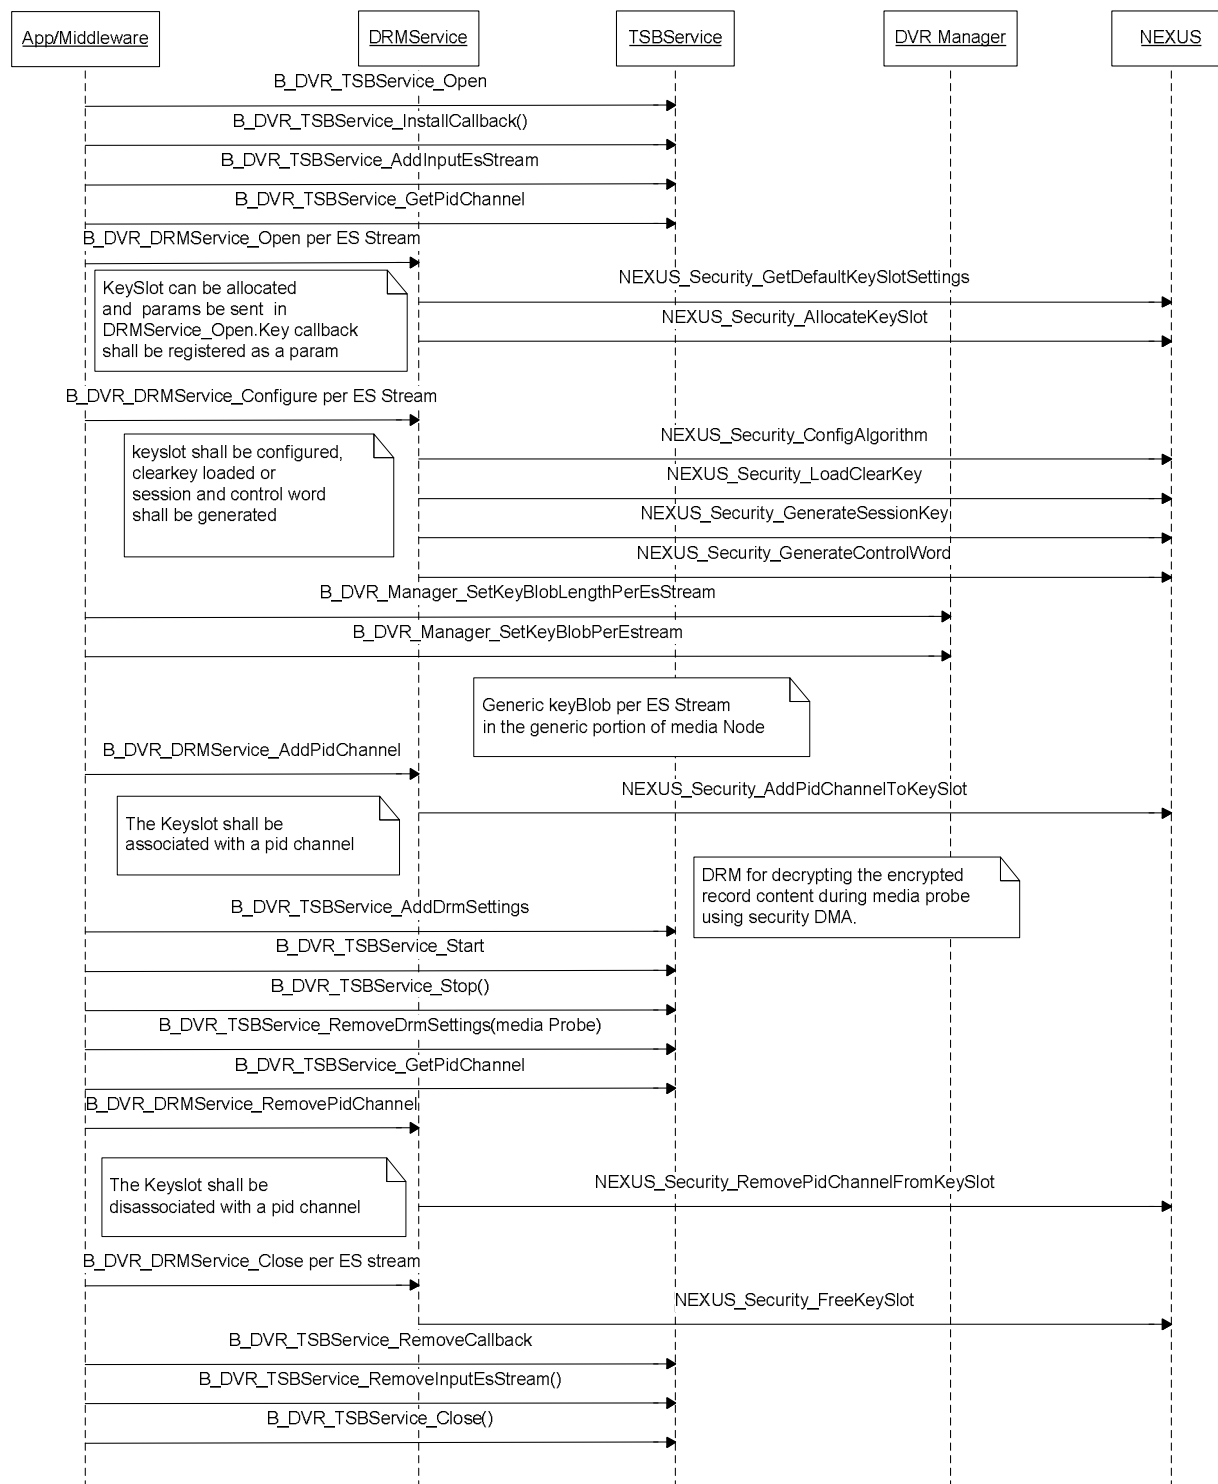 App/Middleware
DRMService
TSBService
DVR Manager
NEXUS
B_DVR_TSBService_Open
B_DVR_TSBService_InstallCallback()
B_DVR_TSBService_AddInputEsStream
B_DVR_TSBService_GetPidChannel
B_DVR_DRMService_Open per ES Stream
KeySlot can be allocated
and params be sent in
DRMService_Open.Key callback
shall be registered as a param
NEXUS_Security_GetDefaultKeySlotSettings
NEXUS_Security_AllocateKeySlot
B_DVR_DRMService_Configure per ES Stream
keyslot shall be configured,
clearkey loaded or
session and control word
shall be generated
NEXUS_Security_ConfigAlgorithm
NEXUS_Security_LoadClearKey
NEXUS_Security_GenerateSessionKey
NEXUS_Security_GenerateControlWord
B_DVR_Manager_SetKeyBlobLengthPerEsStream
B_DVR_Manager_SetKeyBlobPerEstream
Generic keyBlob per ES Stream
in the generic portion of media Node
B_DVR_DRMService_AddPidChannel
NEXUS_Security_AddPidChannelToKeySlot
The Keyslot shall be
associated with a pid channel
DRM for decrypting the encrypted
record content during media probe
using security DMA.
B_DVR_TSBService_AddDrmSettings
B_DVR_TSBService_Start
B_DVR_TSBService_Stop()
B_DVR_TSBService_RemoveDrmSettings(media Probe)
B_DVR_TSBService_GetPidChannel
B_DVR_DRMService_RemovePidChannel
The Keyslot shall be
disassociated with a pid channel
NEXUS_Security_RemovePidChannelFromKeySlot
B_DVR_DRMService_Close per ES stream
NEXUS_Security_FreeKeySlot
B_DVR_TSBService_RemoveCallback
B_DVR_TSBService_RemoveInputEsStream()
B_DVR_TSBService_Close()